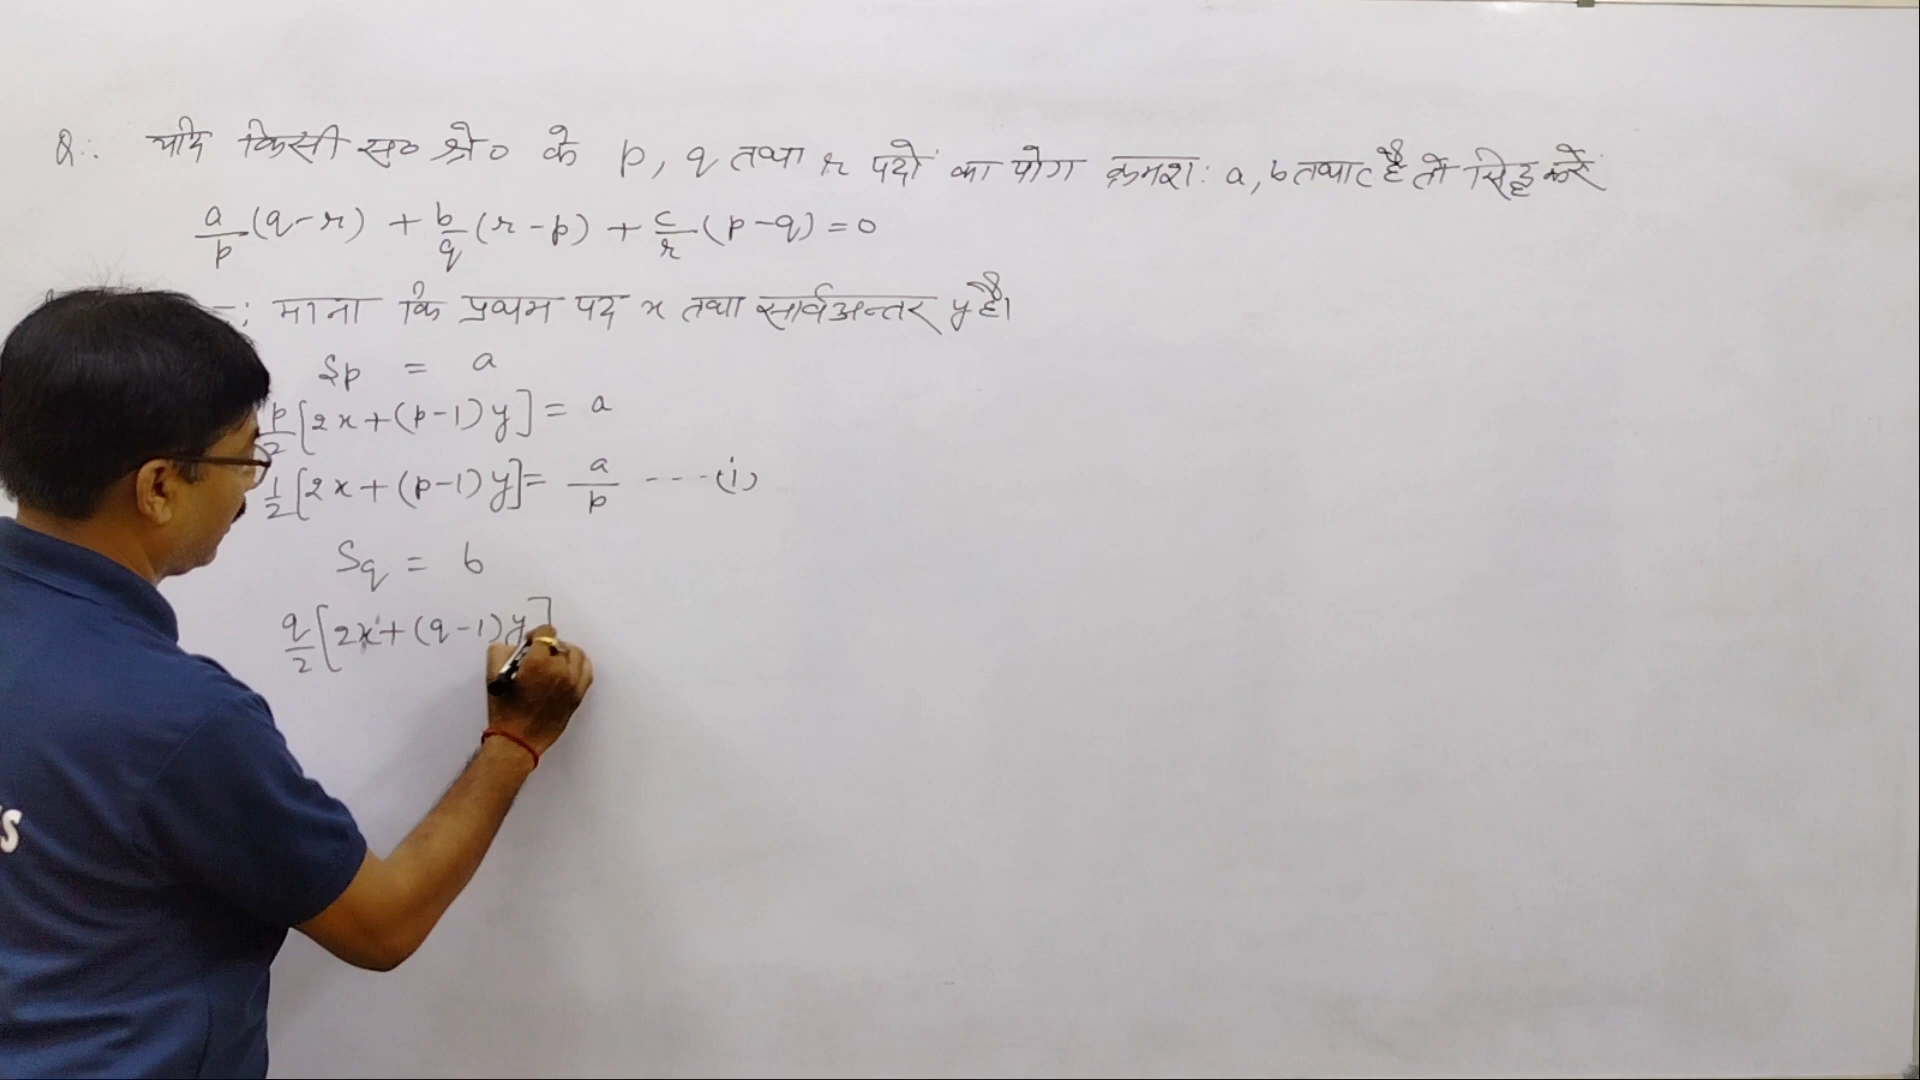 Q:. यदि किसी स० श्रे० के p, q तथा r पदों का योग क्रमश: a, b तथा c है तो सिद्ध करें
a/p (q-r) + b/q (r-p) + c/r (p-q) = 0
: माना कि प्रथम पद x तथा सार्वअन्तर y है।
Sp = a
p/2 [2x+(p-1)y] = a
1/2 [2x+(p-1)y] = a/p ---(i)
Sq = b
q/2 [2x+(q-1)y]
S